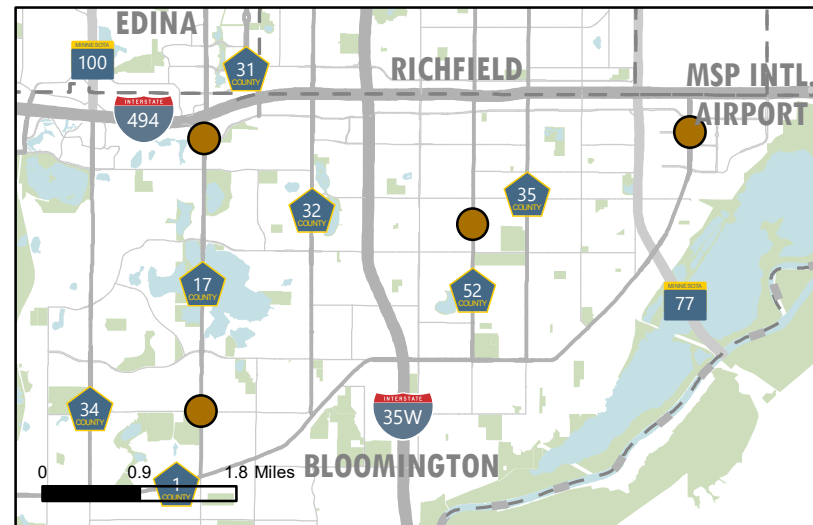 EDINA
MINNESOTA
100
31
COUNTY
RICHFIELD
MSP INTL.
AIRPORT
INTERSTATE
494
32
COUNTY
35
COUNTY
17
COUNTY
52
COUNTY
MINNESOTA
77
34
COUNTY
INTERSTATE
35W
BLOOMINGTON
0 0.9 1.8 Miles
1
COUNTY